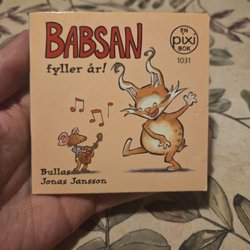 BABSAN
fyller år!
EN
pixi
BOK
1031
Bullas
Jonas Jansson